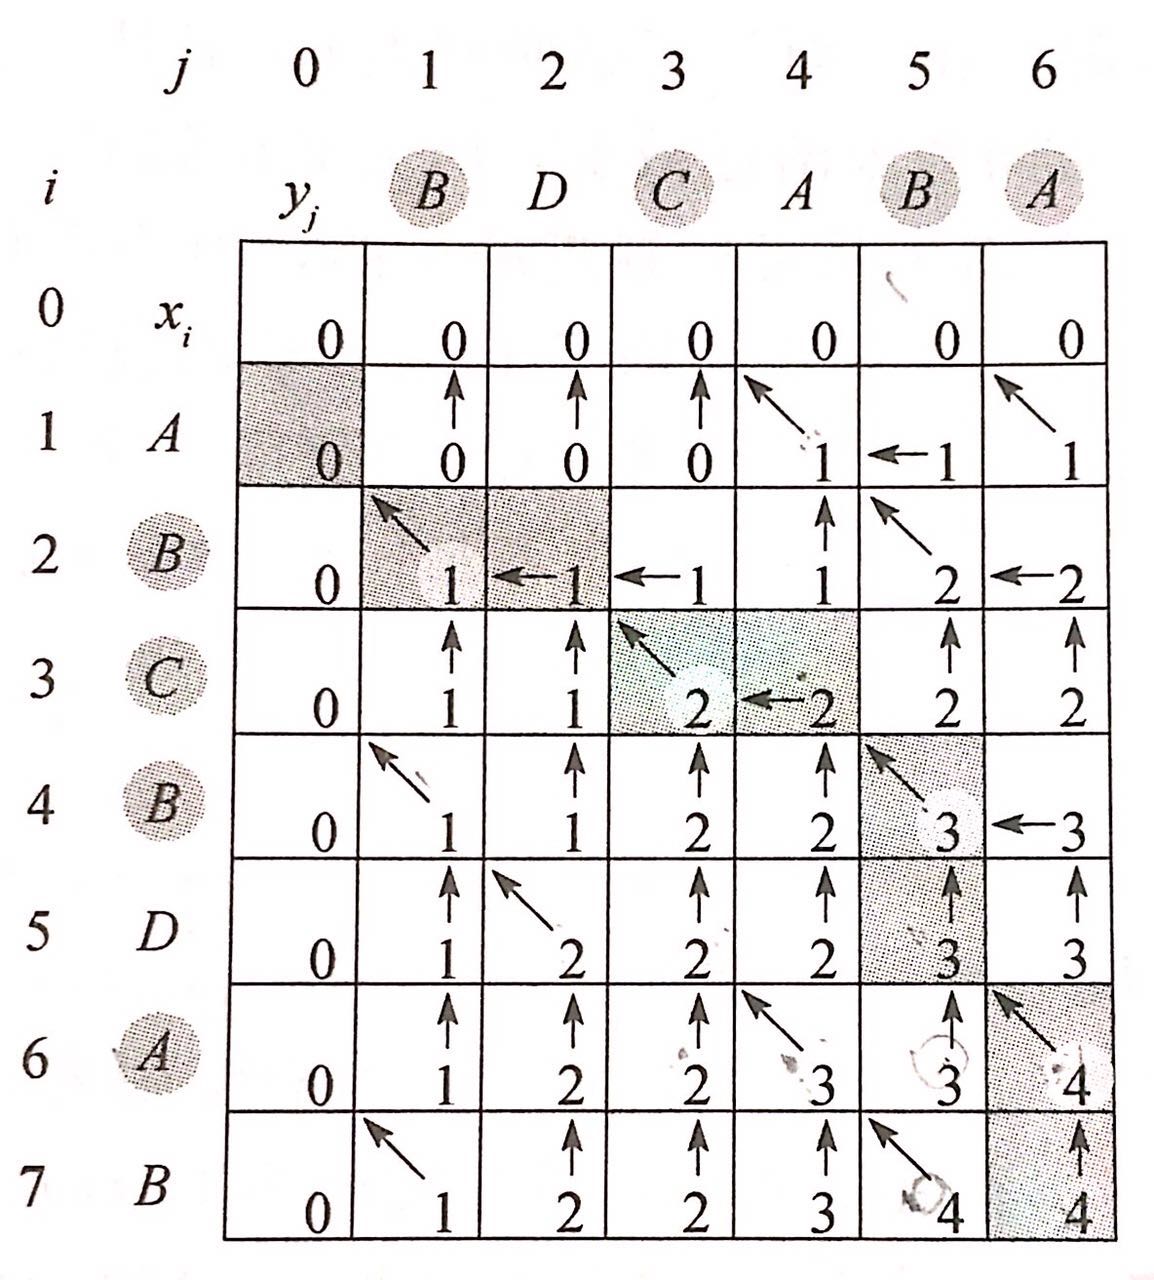 j 0 1 2 3 4 5 6
i yj B D C A B A
0 xi 0 0 0 0 0 0 0
1 A 0 ↑0 ↑0 ↑0 ↖1 ←1 ↖1
2 B 0 ↖1 ←1 ←1 ↑1 ↖2 ←2
3 C 0 ↑1 ↑1 ↖2 ←2 ↑2 ↑2
4 B 0 ↖1 ↑1 ↑2 ↑2 ↖3 ←3
5 D 0 ↑1 ↖2 ↑2 ↑2 ↑3 ↑3
6 A 0 ↑1 ↑2 ↑2 ↖3 ↑3 ↖4
7 B 0 ↖1 ↑2 ↑2 ↑3 ↖4 ↑4